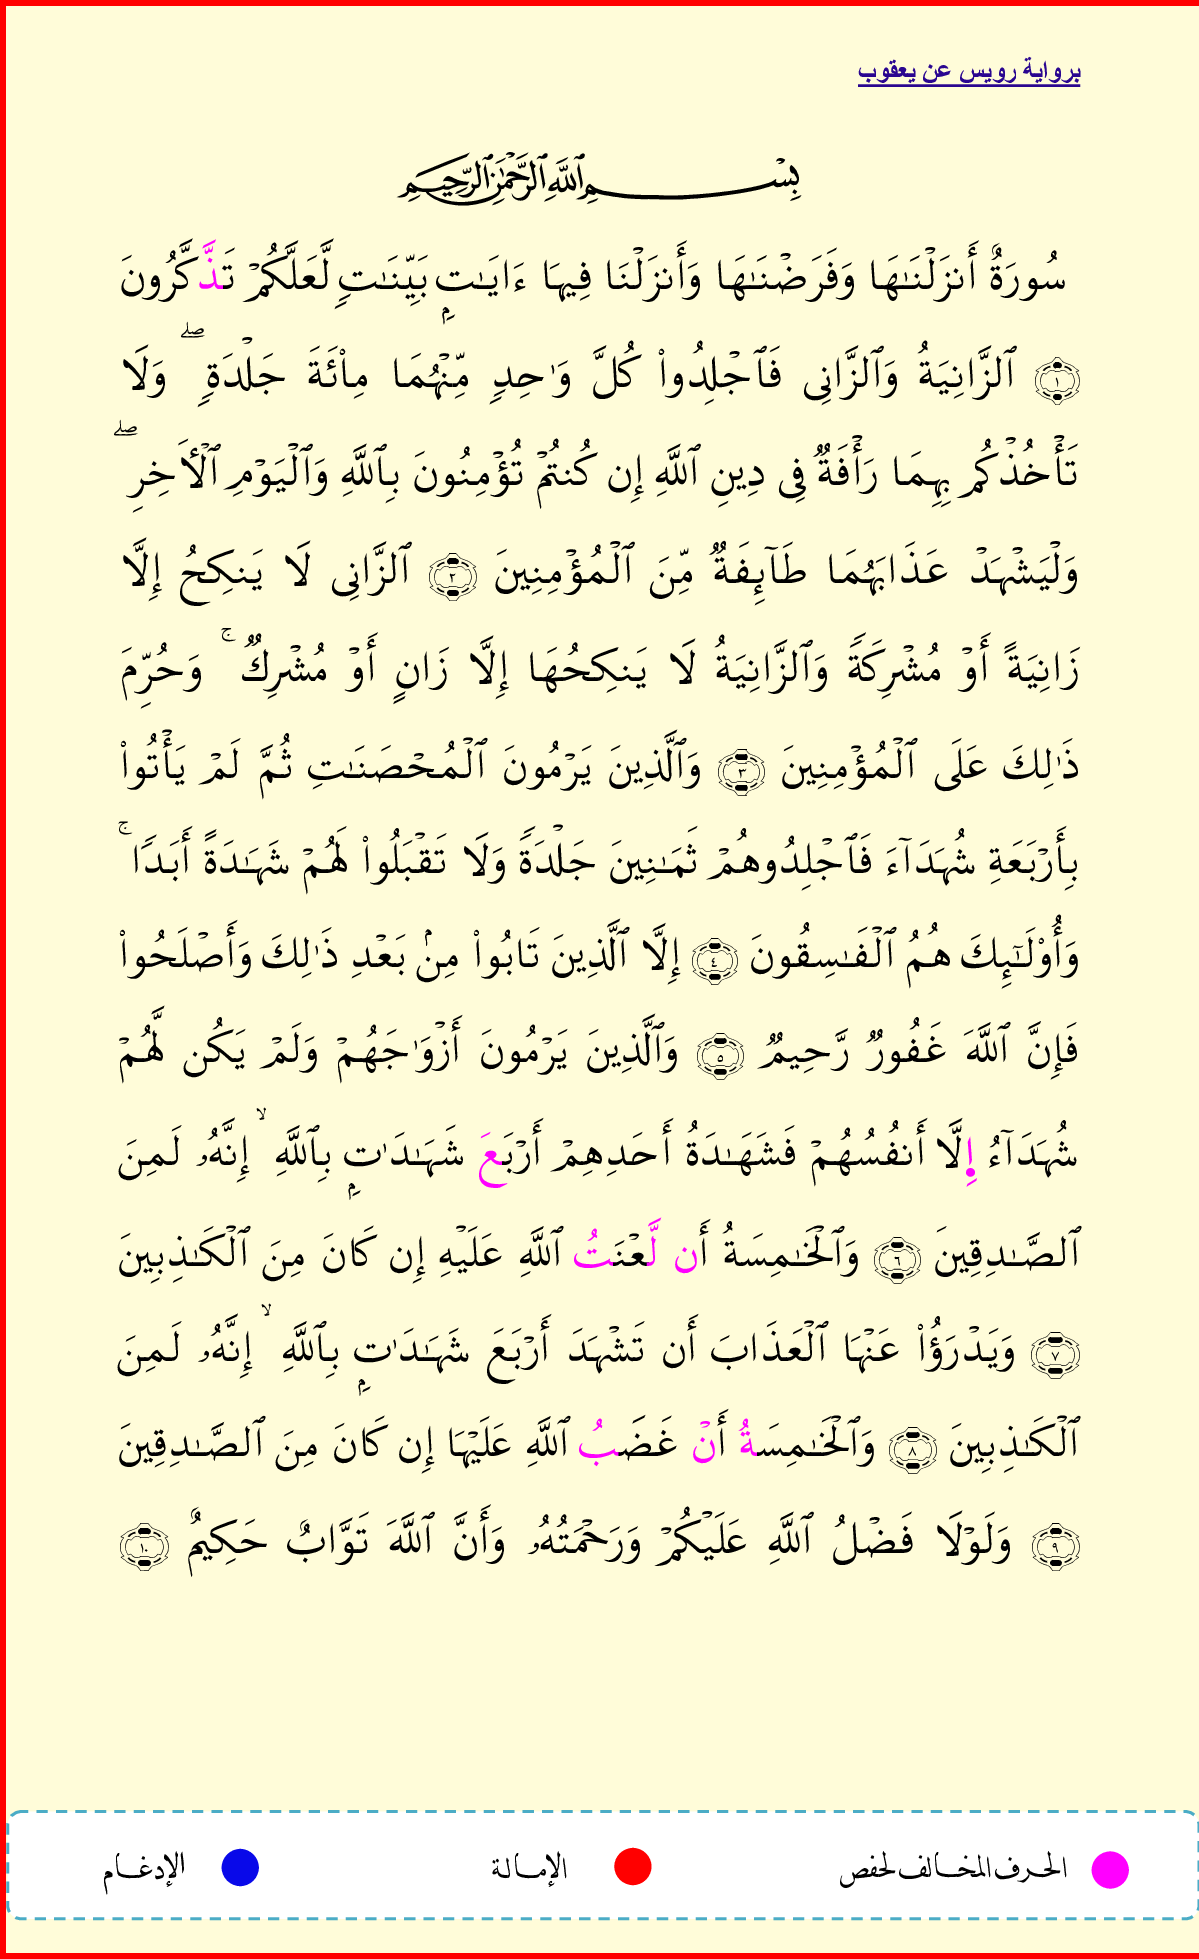 برواية رويس عن يعقوب
بِسْمِ ٱللَّهِ ٱلرَّحْمَٰنِ ٱلرَّحِيمِ
سُورَةٌ أَنزَلْنَٰهَا وَفَرَضْنَٰهَا وَأَنزَلْنَا فِيهَا ءَايَٰتٍۭ بَيِّنَٰتٍ لَّعَلَّكُمْ تَذَّكَّرُونَ
١ ٱلزَّانِيَةُ وَٱلزَّانِى فَٱجْلِدُوا۟ كُلَّ وَٰحِدٍ مِّنْهُمَا مِا۟ئَةَ جَلْدَةٍ ۖ وَلَا
تَأْخُذْكُم بِهِمَا رَأْفَةٌ فِى دِينِ ٱللَّهِ إِن كُنتُمْ تُؤْمِنُونَ بِٱللَّهِ وَٱلْيَوْمِ ٱلْأَخِرِ ۖ
وَلْيَشْهَدْ عَذَابَهُمَا طَآئِفَةٌ مِّنَ ٱلْمُؤْمِنِينَ ٢ ٱلزَّانِى لَا يَنكِحُ إِلَّا
زَانِيَةً أَوْ مُشْرِكَةً وَٱلزَّانِيَةُ لَا يَنكِحُهَا إِلَّا زَانٍ أَوْ مُشْرِكٌ ۚ وَحُرِّمَ
ذَٰلِكَ عَلَى ٱلْمُؤْمِنِينَ ٣ وَٱلَّذِينَ يَرْمُونَ ٱلْمُحْصَنَٰتِ ثُمَّ لَمْ يَأْتُوا۟
بِأَرْبَعَةِ شُهَدَآءَ فَٱجْلِدُوهُمْ ثَمَٰنِينَ جَلْدَةً وَلَا تَقْبَلُوا۟ لَهُمْ شَهَٰدَةً أَبَدًا ۚ
وَأُو۟لَٰٓئِكَ هُمُ ٱلْفَٰسِقُونَ ٤ إِلَّا ٱلَّذِينَ تَابُوا۟ مِنۢ بَعْدِ ذَٰلِكَ وَأَصْلَحُوا۟
فَإِنَّ ٱللَّهَ غَفُورٌ رَّحِيمٌ ٥ وَٱلَّذِينَ يَرْمُونَ أَزْوَٰجَهُمْ وَلَمْ يَكُن لَّهُمْ
شُهَدَآءُ إِلَّا أَنفُسُهُمْ فَشَهَٰدَةُ أَحَدِهِمْ أَرْبَعَ شَهَٰدَٰتٍۭ بِٱللَّهِ ۙ إِنَّهُۥ لَمِنَ
ٱلصَّٰدِقِينَ ٦ وَٱلْخَٰمِسَةُ أَن لَّعْنَتُ ٱللَّهِ عَلَيْهِ إِن كَانَ مِنَ ٱلْكَٰذِبِينَ
٧ وَيَدْرَؤُا۟ عَنْهَا ٱلْعَذَابَ أَن تَشْهَدَ أَرْبَعَ شَهَٰدَٰتٍۭ بِٱللَّهِ ۙ إِنَّهُۥ لَمِنَ
ٱلْكَٰذِبِينَ ٨ وَٱلْخَٰمِسَةُ أَنْ غَضَبُ ٱللَّهِ عَلَيْهَا إِن كَانَ مِنَ ٱلصَّٰدِقِينَ
٩ وَلَوْلَا فَضْلُ ٱللَّهِ عَلَيْكُمْ وَرَحْمَتُهُۥ وَأَنَّ ٱللَّهَ تَوَّابٌ حَكِيمٌ ١٠
الحرف المخالف لحفص الإمالة الإدغام